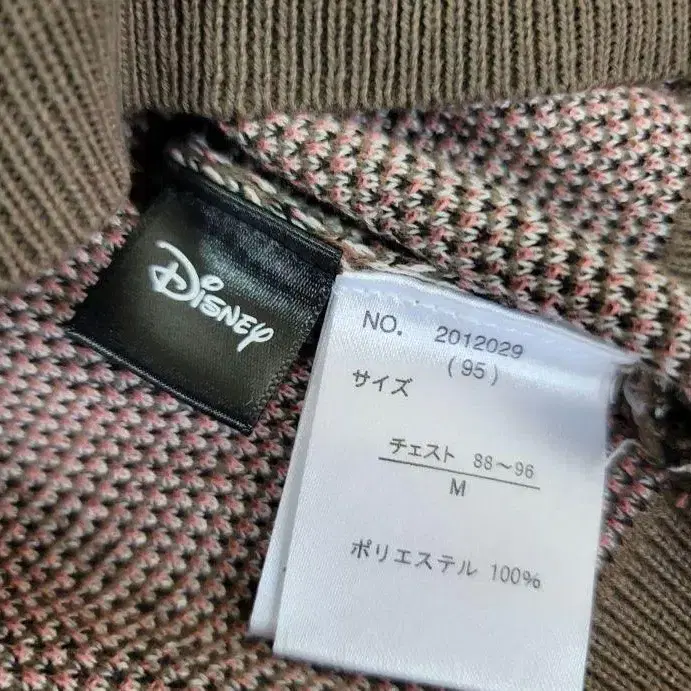 Disney
NO. 2012029
(95)
サイズ
チェスト 88～96
M
ポリエステル 100%